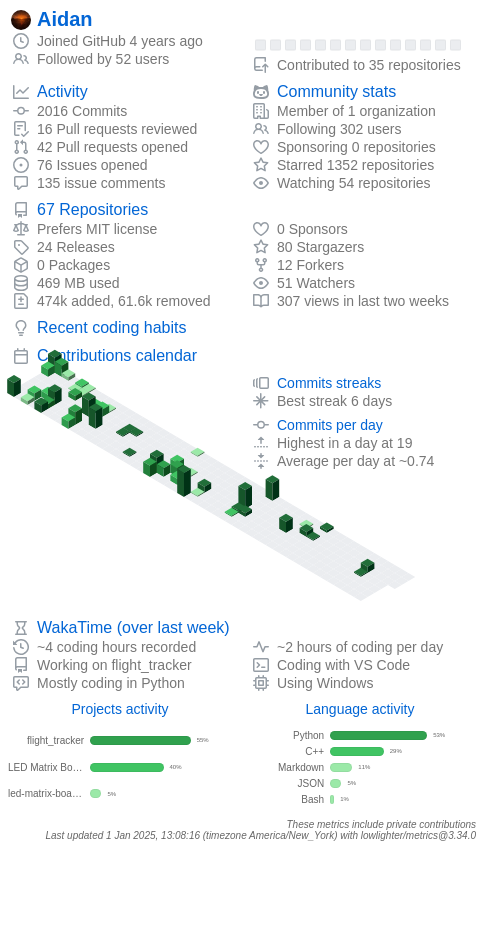 Aidan
Joined GitHub 4 years ago
Followed by 52 users
Contributed to 35 repositories
Activity
2016 Commits
16 Pull requests reviewed
42 Pull requests opened
76 Issues opened
135 issue comments
Community stats
Member of 1 organization
Following 302 users
Sponsoring 0 repositories
Starred 1352 repositories
Watching 54 repositories
67 Repositories
Prefers MIT license
24 Releases
0 Packages
469 MB used
474k added, 61.6k removed
0 Sponsors
80 Stargazers
12 Forkers
51 Watchers
307 views in last two weeks
Recent coding habits
Contributions calendar
Commits streaks
Best streak 6 days
Commits per day
Highest in a day at 19
Average per day at ~0.74
WakaTime (over last week)
~4 coding hours recorded
Working on flight_tracker
Mostly coding in Python
~2 hours of coding per day
Coding with VS Code
Using Windows
Projects activity
flight_tracker 55%
LED Matrix Bo… 40%
led-matrix-boa… 5%
Language activity
Python 53%
C++ 29%
Markdown 11%
JSON 5%
Bash 1%
These metrics include private contributions
Last updated 1 Jan 2025, 13:08:16 (timezone America/New_York) with lowlighter/metrics@3.34.0